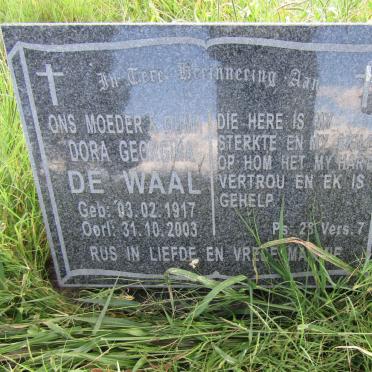 In Tere Herinnering Aan
ONS MOEDER
DORA GEORGINA
DE WAAL
Geb: 03.02.1917
Oorl: 31.10.2003
DIE HERE IS MY
STERKTE EN MY
OP HOM HET MY HART
VERTROU EN EK IS
GEHELP
Ps. 28 Vers. 7
RUS IN LIEFDE EN VREDE